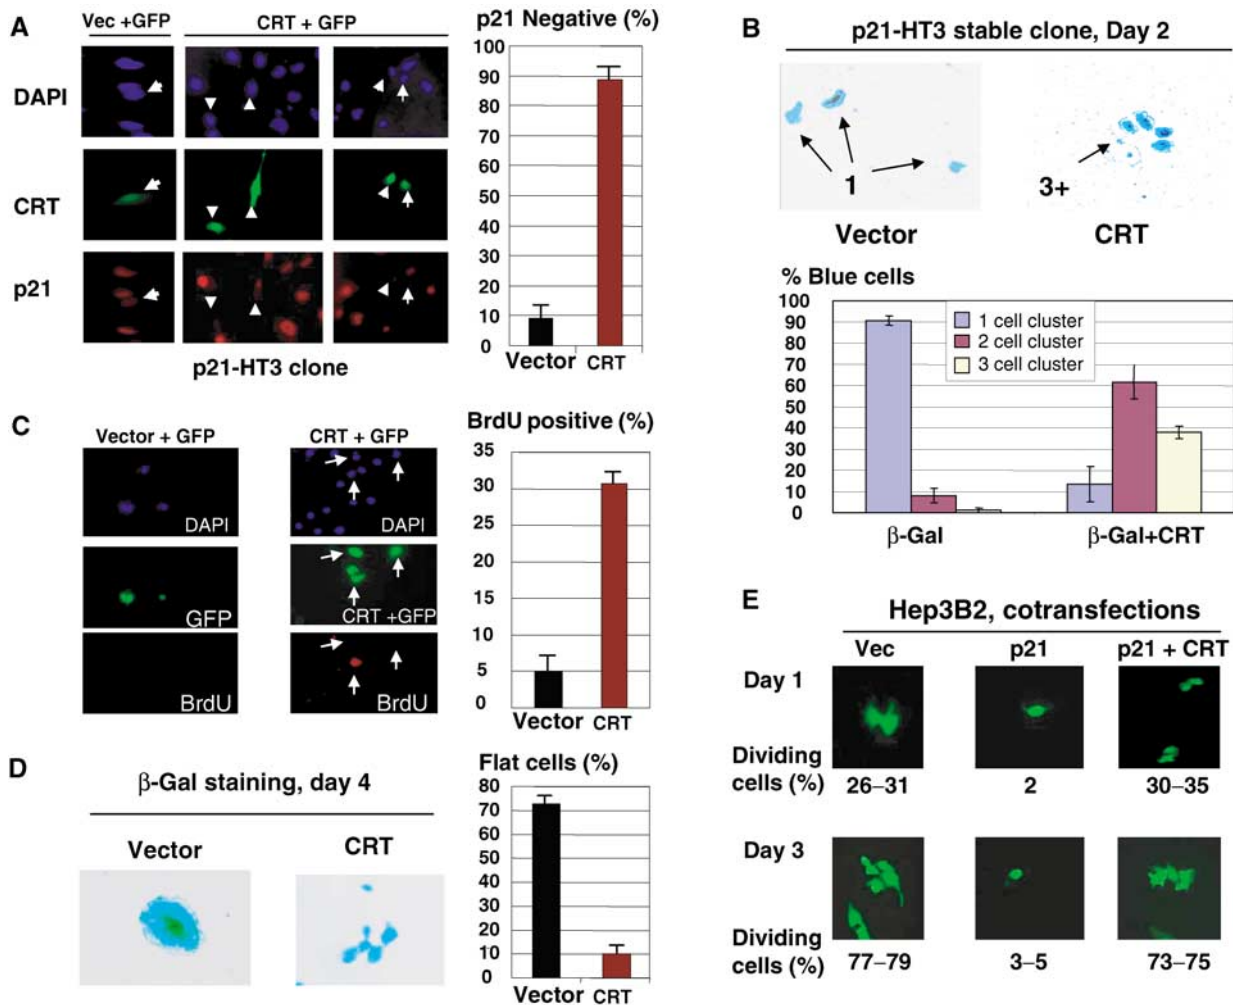 A
Vec +GFP
CRT + GFP
DAPI
CRT
p21
p21-HT3 clone
p21 Negative (%)
100
90
80
70
60
50
40
30
20
10
0
Vector
CRT
B
p21-HT3 stable clone, Day 2
1
3+
Vector
CRT
% Blue cells
100
90
80
70
60
50
40
30
20
10
0
1 cell cluster
2 cell cluster
3 cell cluster
β-Gal
β-Gal+CRT
C
Vector + GFP
CRT + GFP
DAPI
DAPI
GFP
CRT +GFP
BrdU
BrdU
BrdU positive (%)
35
30
25
20
15
10
5
0
Vector
CRT
D
β-Gal staining, day 4
Vector
CRT
Flat cells (%)
80
70
60
50
40
30
20
10
0
Vector
CRT
E
Hep3B2, cotransfections
Vec
p21
p21 + CRT
Day 1
Dividing
cells (%)
26–31
2
30–35
Day 3
Dividing
cells (%)
77–79
3–5
73–75